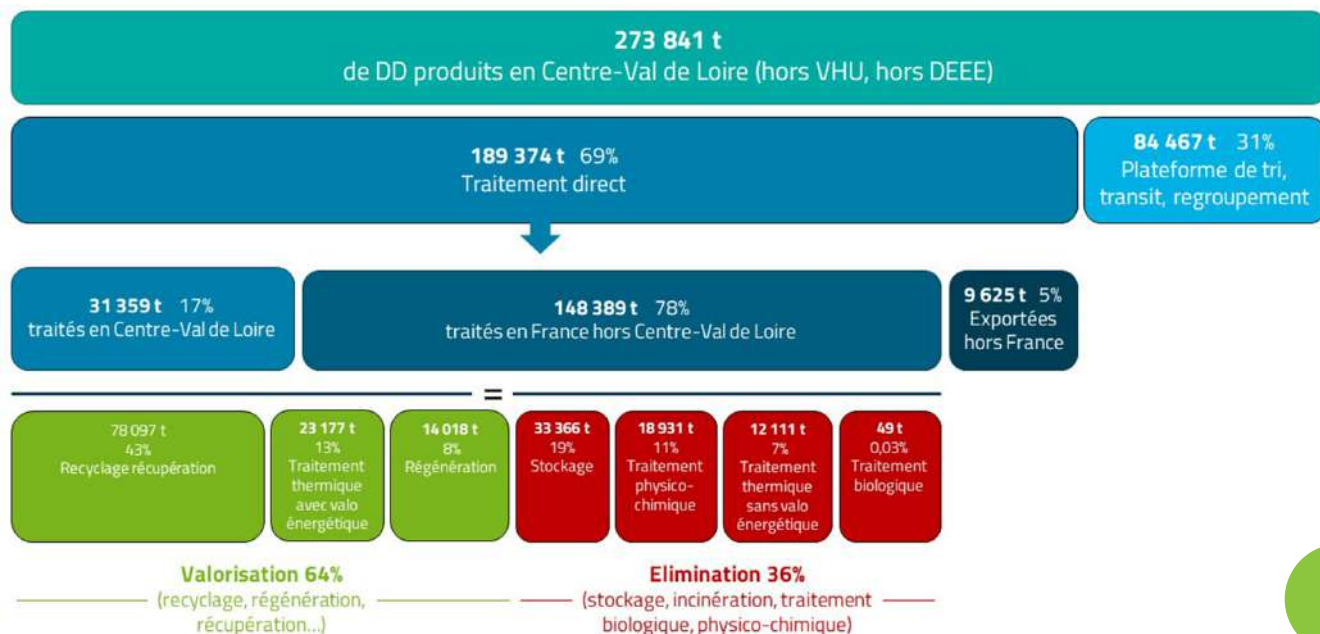 273 841 t
de DD produits en Centre-Val de Loire (hors VHU, hors DEEE)
189 374 t 69%
Traitement direct
84 467 t 31%
Plateforme de tri,
transit, regroupement
31 359 t 17%
traités en Centre-Val de Loire
148 389 t 78%
traités en France hors Centre-Val de Loire
9 625 t 5%
Exportées
hors France
=
78 097 t
43%
Recyclage récupération
23 177 t
13%
Traitement
thermique
avec valo
énergétique
14 018 t
8%
Régénération
33 366 t
19%
Stockage
18 931 t
11%
Traitement
physico-
chimique
12 111 t
7%
Traitement
thermique
sans valo
énergétique
49 t
0,03%
Traitement
biologique
Valorisation 64%
(recyclage, régénération,
récupération...)
Elimination 36%
(stockage, incinération, traitement
biologique, physico-chimique)